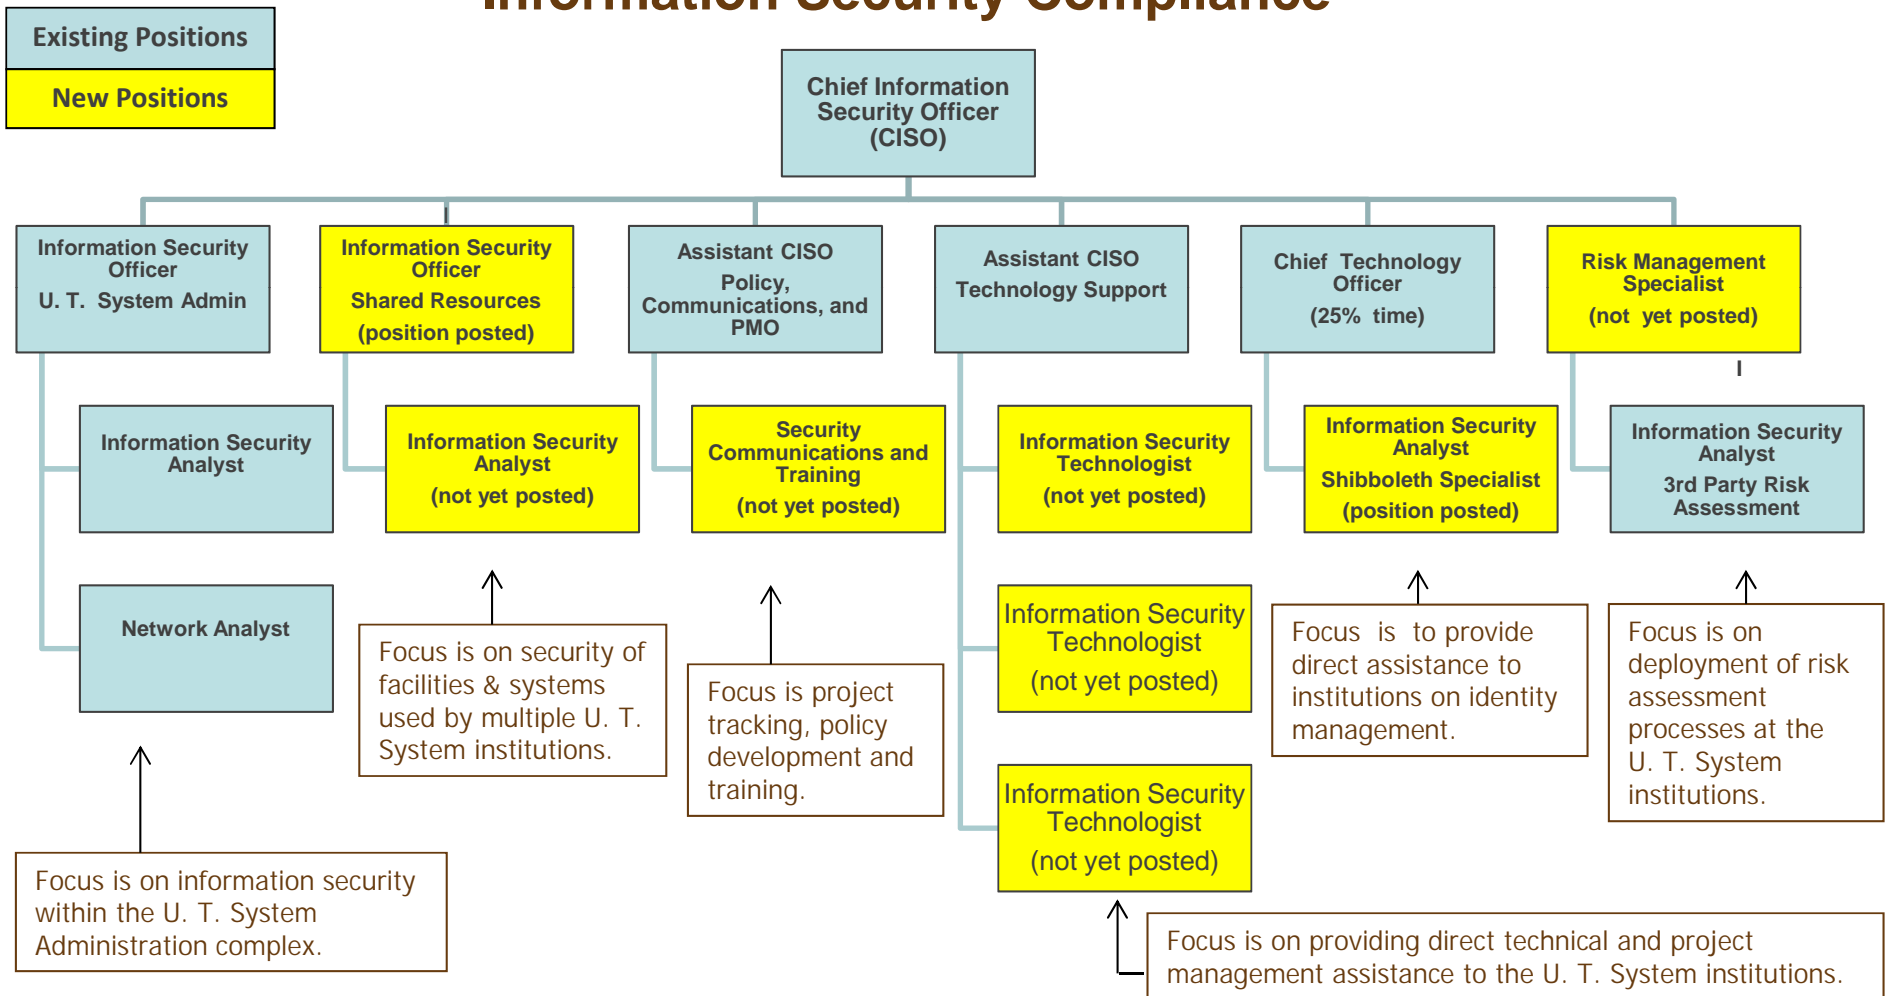 Information Security Compliance
Existing Positions
New Positions
Chief Information
Security Officer
(CISO)
Information Security
Officer
U. T. System Admin
Information Security
Officer
Shared Resources
(position posted)
Assistant CISO
Policy,
Communications, and
PMO
Assistant CISO
Technology Support
Chief Technology
Officer
(25% time)
Risk Management
Specialist
(not yet posted)
Information Security
Analyst
Information Security
Analyst
(not yet posted)
Security
Communications and
Training
(not yet posted)
Information Security
Technologist
(not yet posted)
Information Security
Analyst
Shibboleth Specialist
(position posted)
Information Security
Analyst
3rd Party Risk
Assessment
Network Analyst
Focus is on security of
facilities & systems
used by multiple U. T.
System institutions.
Focus is project
tracking, policy
development and
training.
Information Security
Technologist
(not yet posted)
Focus is to provide
direct assistance to
institutions on identity
management.
Focus is on
deployment of risk
assessment
processes at the
U. T. System
institutions.
Information Security
Technologist
(not yet posted)
Focus is on information security
within the U. T. System
Administration complex.
Focus is on providing direct technical and project
management assistance to the U. T. System institutions.